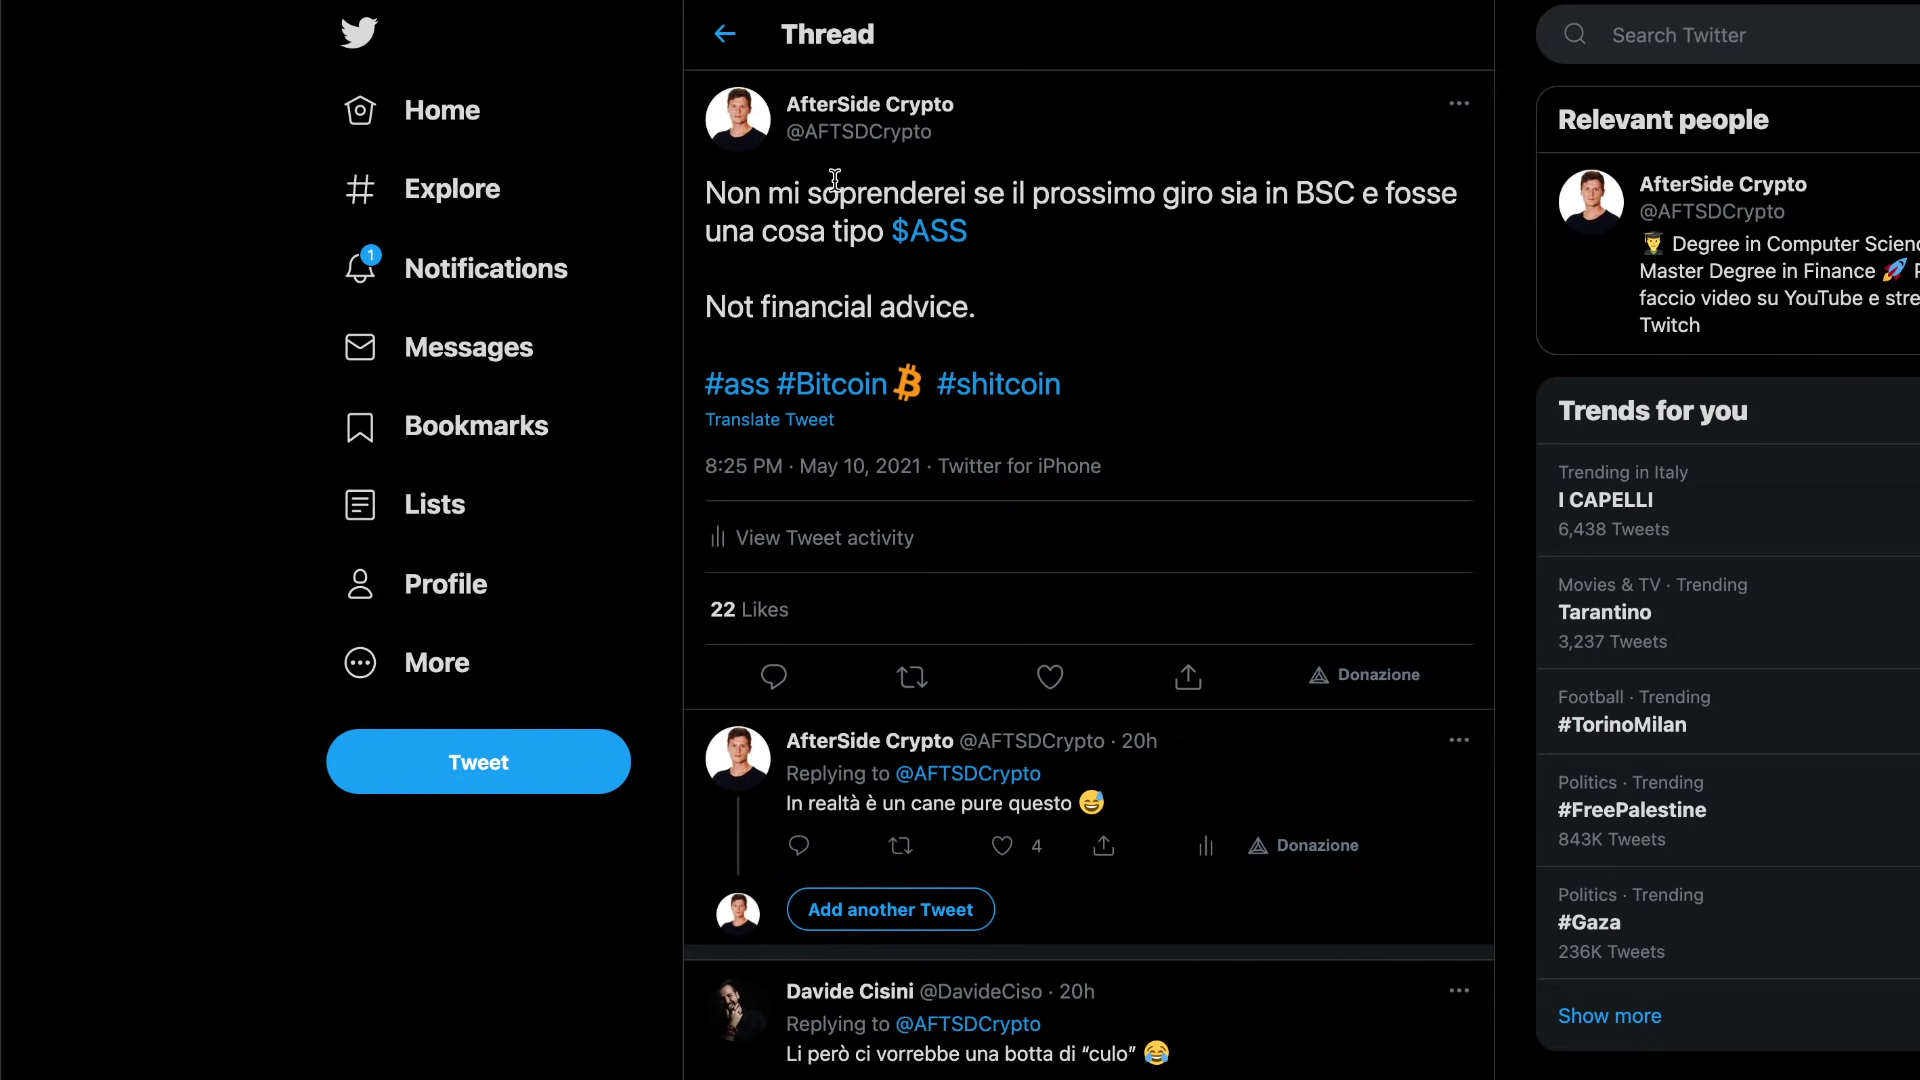 Home
Explore
1
Notifications
Messages
Bookmarks
Lists
Profile
More
Tweet
Thread
AfterSide Crypto
@AFTSDCrypto
Non mi soprenderei se il prossimo giro sia in BSC e fosse
una cosa tipo $ASS
Not financial advice.
#ass #Bitcoin #shitcoin
Translate Tweet
8:25 PM · May 10, 2021 · Twitter for iPhone
View Tweet activity
22 Likes
Donazione
AfterSide Crypto @AFTSDCrypto · 20h
Replying to @AFTSDCrypto
In realtà è un cane pure questo 😅
4
Donazione
Add another Tweet
Davide Cisini @DavideCiso · 20h
Replying to @AFTSDCrypto
Li però ci vorrebbe una botta di “culo” 😂
Search Twitter
Relevant people
AfterSide Crypto
@AFTSDCrypto
👨‍🎓 Degree in Computer Scienc
Master Degree in Finance 🚀 P
faccio video su YouTube e stre
Twitch
Trends for you
Trending in Italy
I CAPELLI
6,438 Tweets
Movies & TV · Trending
Tarantino
3,237 Tweets
Football · Trending
#TorinoMilan
Politics · Trending
#FreePalestine
843K Tweets
Politics · Trending
#Gaza
236K Tweets
Show more